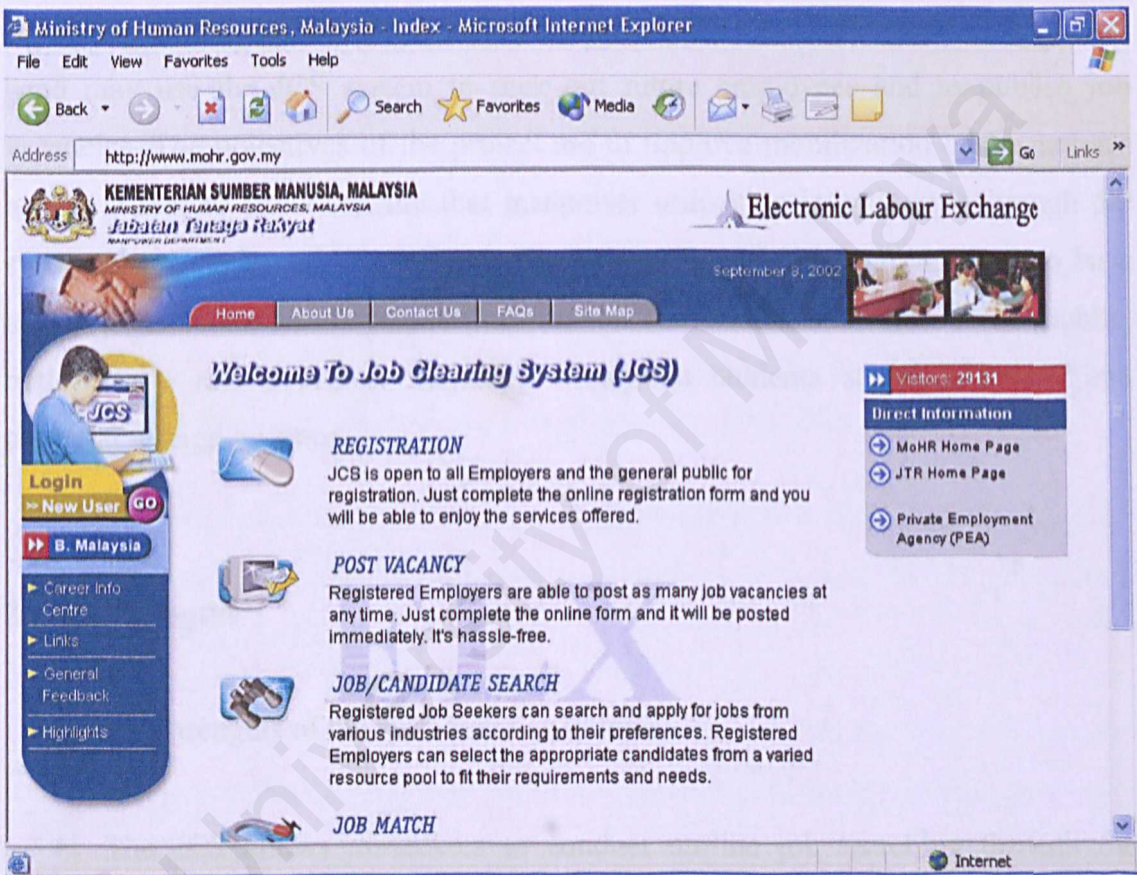 Ministry of Human Resources, Malaysia - Index - Microsoft Internet Explorer
File Edit View Favorites Tools Help
Back Search Favorites Media
Address http://www.mohr.gov.my Go Links »
KEMENTERIAN SUMBER MANUSIA, MALAYSIA
MINISTRY OF HUMAN RESOURCES, MALAYSIA
Jabatan Tenaga Rakyat
MANPOWER DEPARTMENT
Electronic Labour Exchange
September 9, 2002
Home About Us Contact Us FAQs Site Map
JCS
Login
» New User GO
B. Malaysia
Career Info
Centre
Links
General
Feedback
Highlights
Welcome To Job Clearing System (JCS)
REGISTRATION
JCS is open to all Employers and the general public for
registration. Just complete the online registration form and you
will be able to enjoy the services offered.
POST VACANCY
Registered Employers are able to post as many job vacancies at
any time. Just complete the online form and it will be posted
immediately. It's hassle-free.
JOB/CANDIDATE SEARCH
Registered Job Seekers can search and apply for jobs from
various industries according to their preferences. Registered
Employers can select the appropriate candidates from a varied
resource pool to fit their requirements and needs.
JOB MATCH
Visitors: 29131
Direct Information
MoHR Home Page
JTR Home Page
Private Employment
Agency (PEA)
Internet
University of Malaya